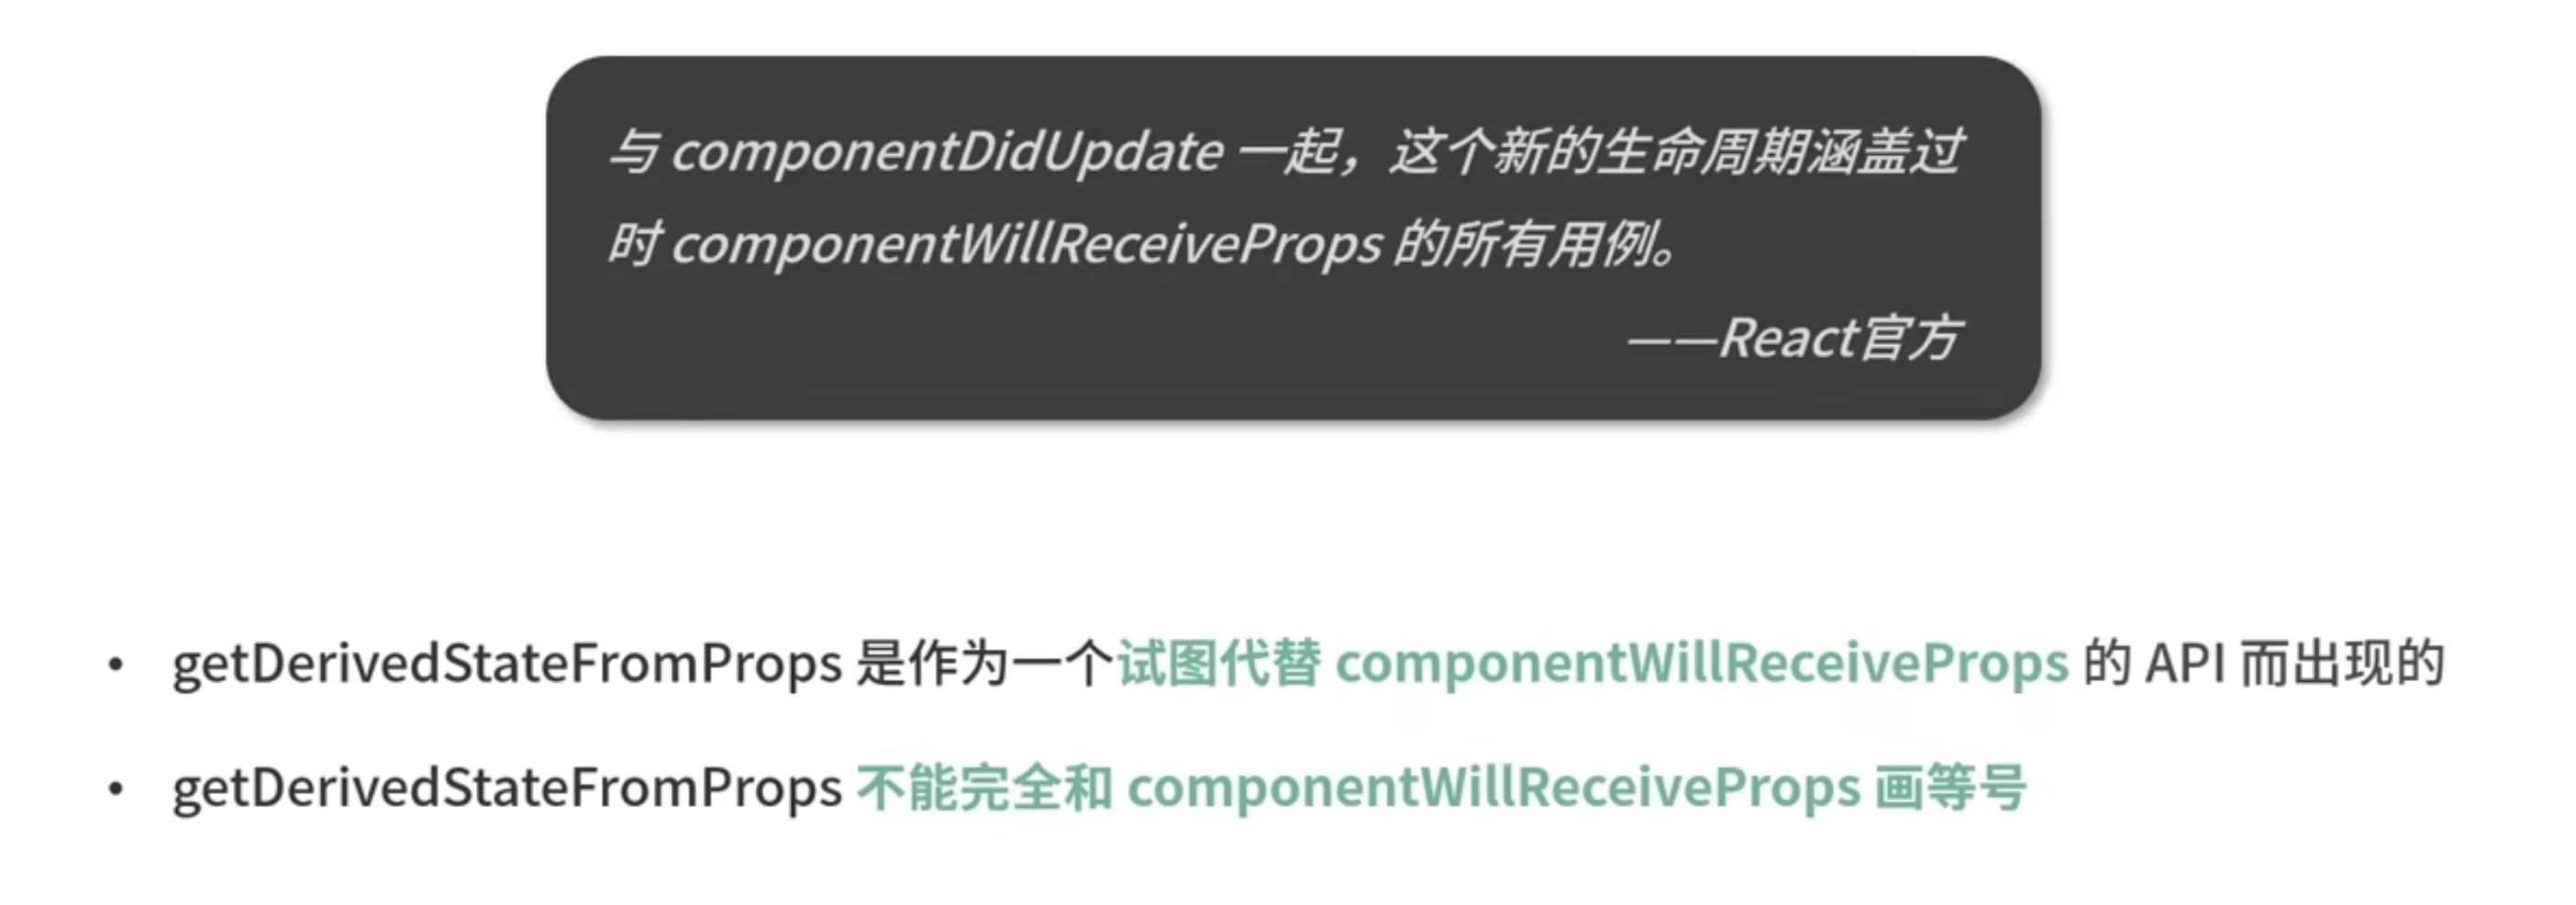 与 componentDidUpdate 一起，这个新的生命周期涵盖过
时 componentWillReceiveProps 的所有用例。
——React官方
• getDerivedStateFromProps 是作为一个试图代替 componentWillReceiveProps 的 API 而出现的
• getDerivedStateFromProps 不能完全和 componentWillReceiveProps 画等号